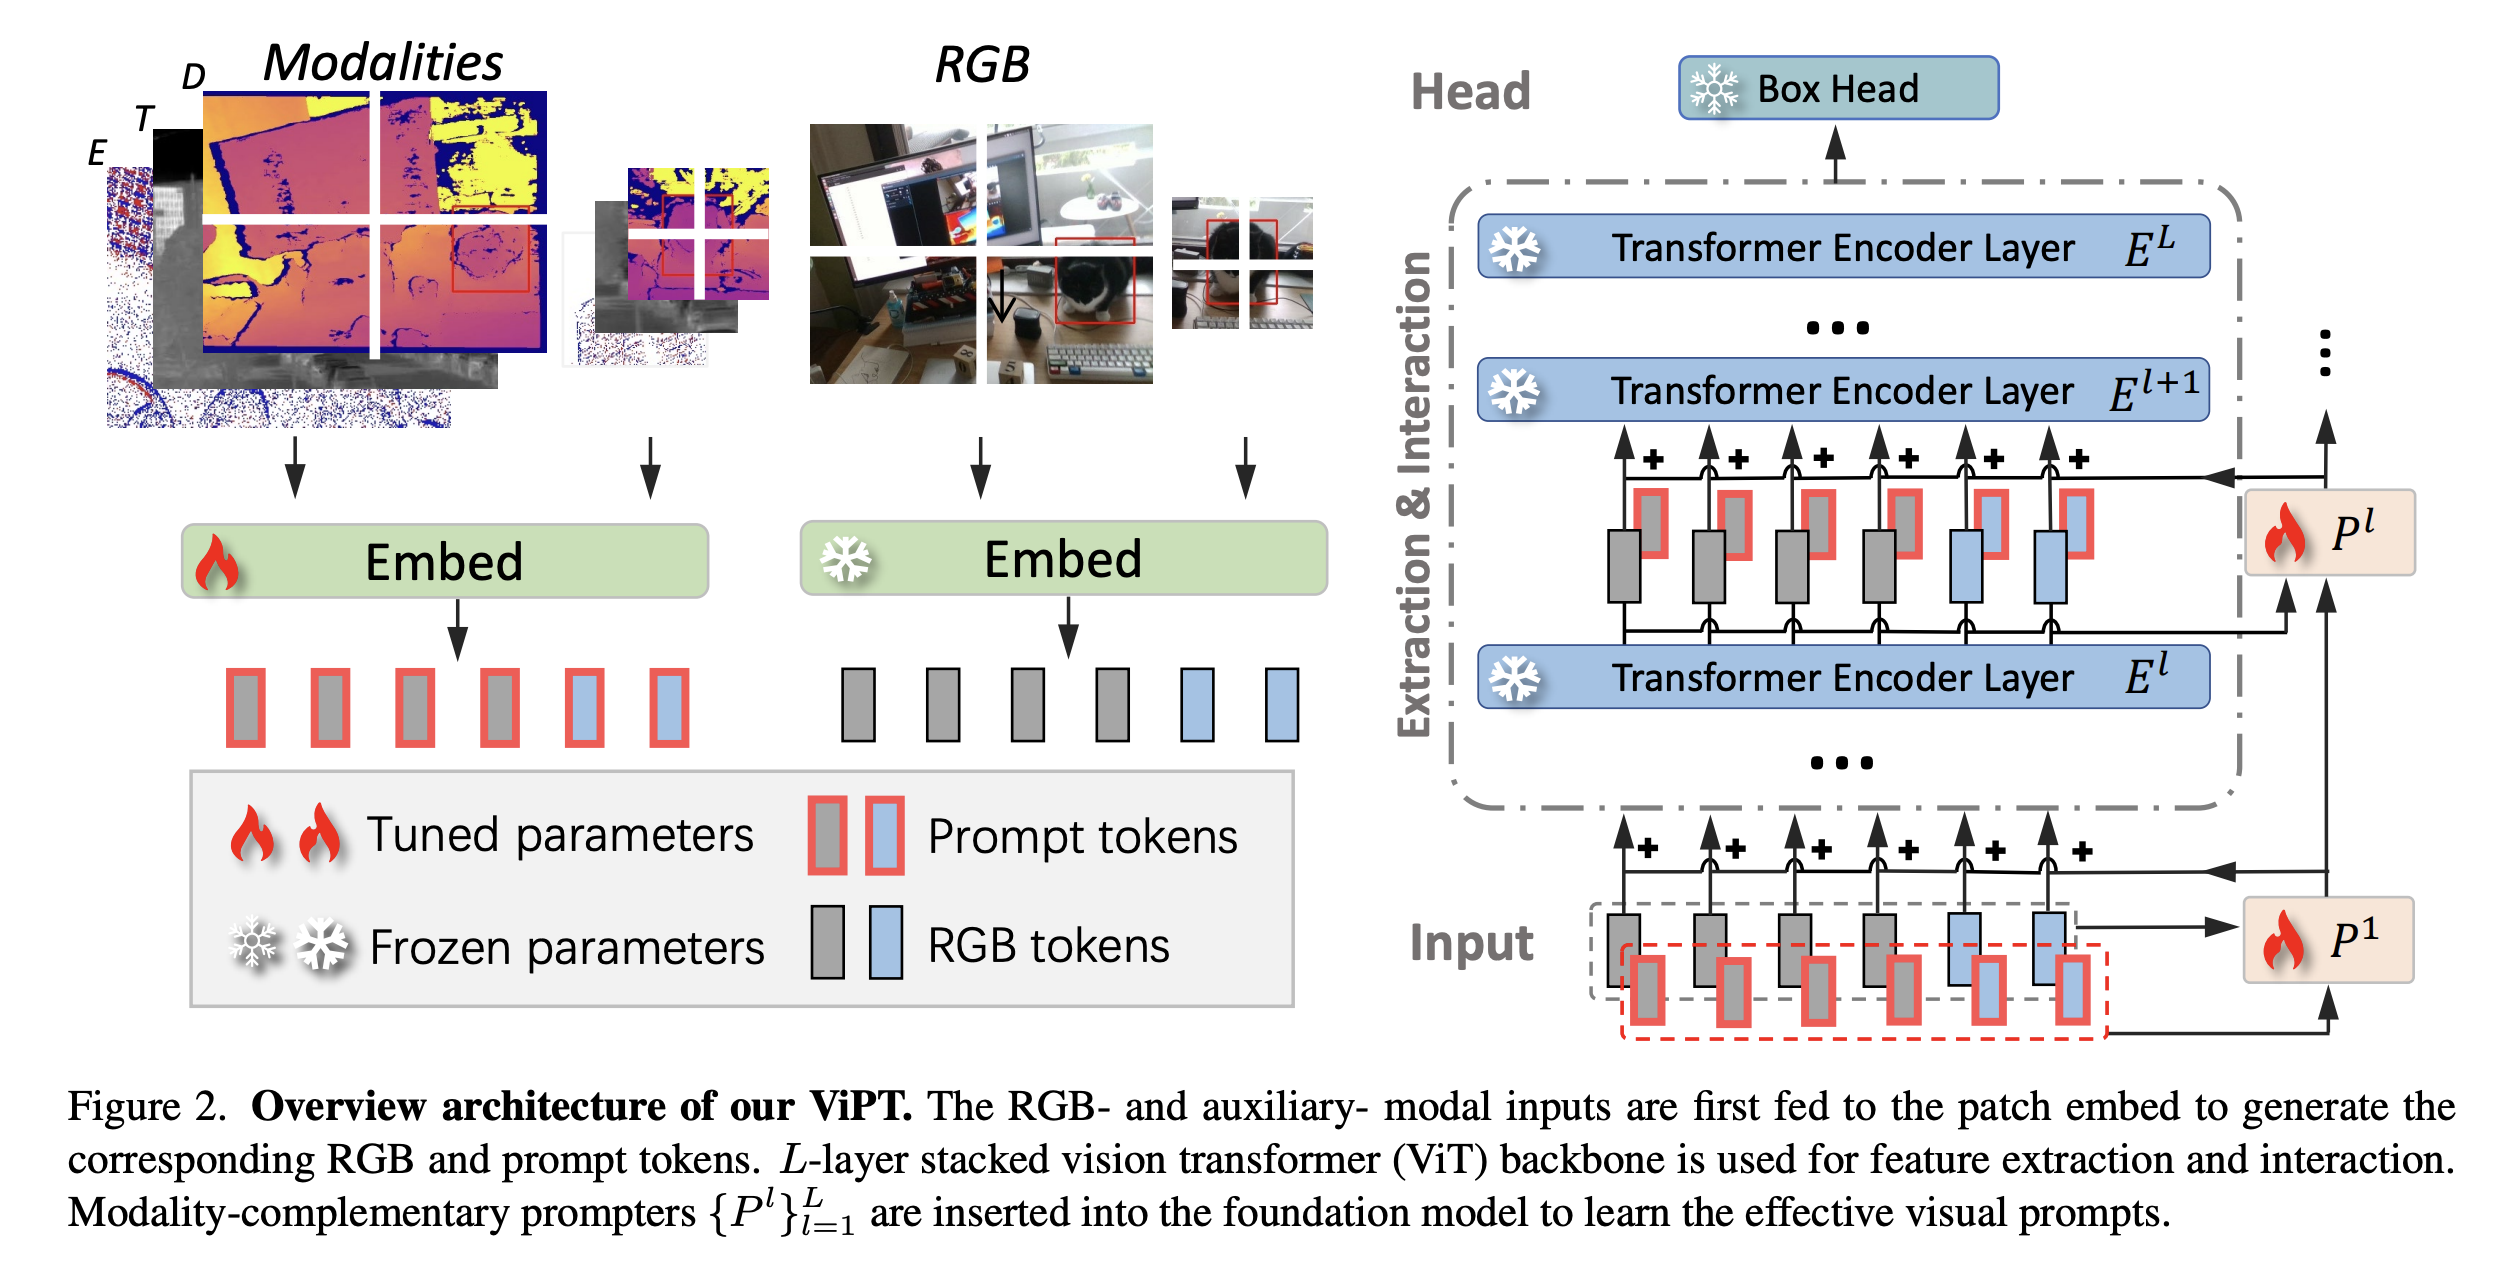 Modalities
D
T
E
RGB
Embed
Embed
Tuned parameters
Prompt tokens
Frozen parameters
RGB tokens
Head
Box Head
Extraction & Interaction
Transformer Encoder Layer E^L
...
Transformer Encoder Layer E^{l+1}
+ + + + + +
P^l
Transformer Encoder Layer E^l
...
+ + + + + +
Input
P^1
Figure 2. Overview architecture of our ViPT. The RGB- and auxiliary- modal inputs are first fed to the patch embed to generate the
corresponding RGB and prompt tokens. L-layer stacked vision transformer (ViT) backbone is used for feature extraction and interaction.
Modality-complementary prompters {P^l}_{l=1}^L are inserted into the foundation model to learn the effective visual prompts.